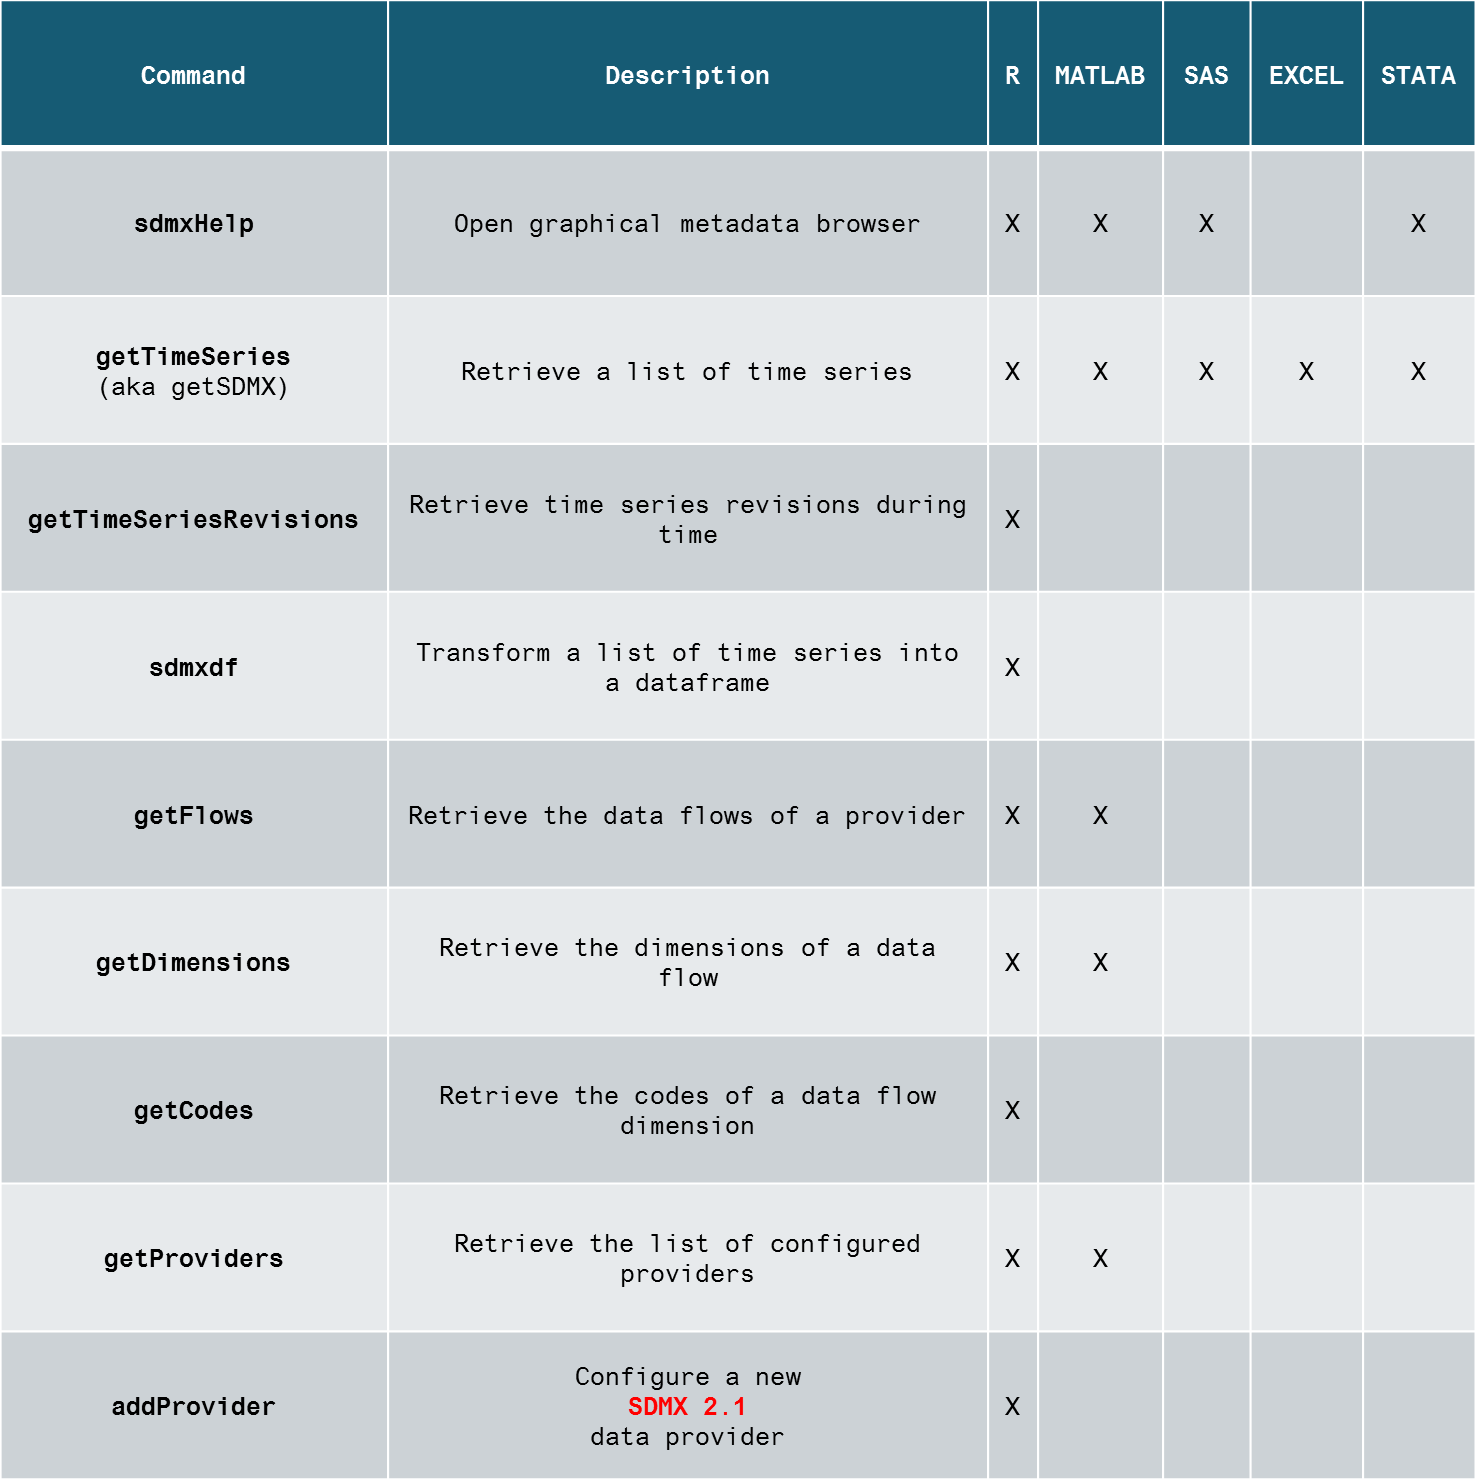 Command Description R MATLAB SAS EXCEL STATA
sdmxHelp Open graphical metadata browser X X X X
getTimeSeries
(aka getSDMX)
Retrieve a list of time series X X X X X
getTimeSeriesRevisions
Retrieve time series revisions during
time
X
sdmxdf
Transform a list of time series into
a dataframe
X
getFlows Retrieve the data flows of a provider X X
getDimensions
Retrieve the dimensions of a data
flow
X X
getCodes
Retrieve the codes of a data flow
dimension
X
getProviders
Retrieve the list of configured
providers
X X
addProvider
Configure a new
SDMX 2.1
data provider
X